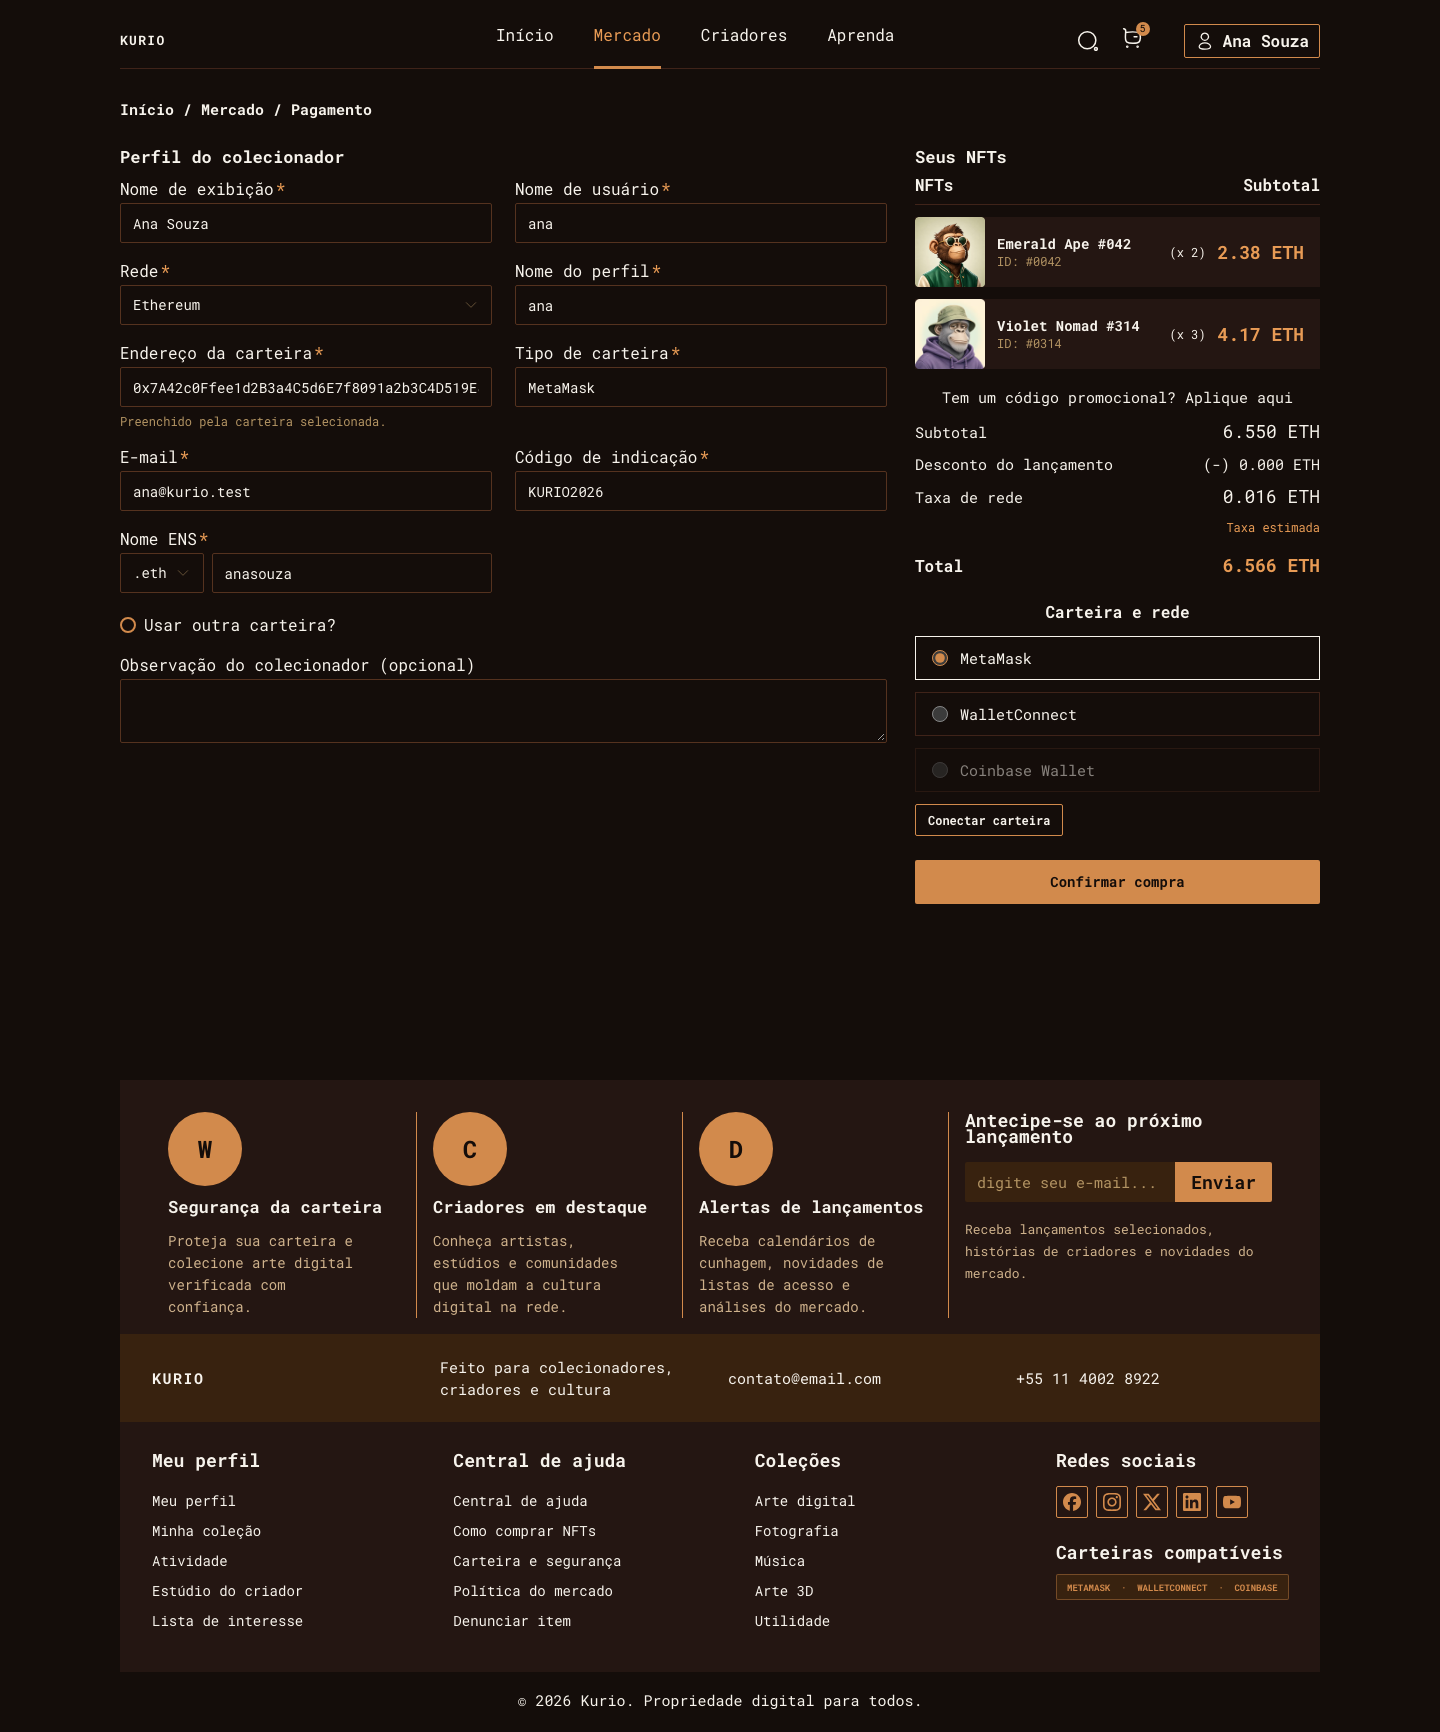 KURIO
Início
Mercado
Criadores
Aprenda
5
Ana Souza
Início / Mercado / Pagamento
Perfil do colecionador
Nome de exibição*
Nome de usuário*
Ana Souza
ana
Rede*
Nome do perfil*
Ethereum
ana
Endereço da carteira*
Tipo de carteira*
0x7A42c0Ffee1d2B3a4C5d6E7f8091a2b3C4D519E
MetaMask
Preenchido pela carteira selecionada.
E-mail*
Código de indicação*
ana@kurio.test
KURIO2026
Nome ENS*
.eth
anasouza
Usar outra carteira?
Observação do colecionador (opcional)
Seus NFTs
NFTs
Subtotal
Emerald Ape #042
ID: #0042
(x 2)
2.38 ETH
Violet Nomad #314
ID: #0314
(x 3)
4.17 ETH
Tem um código promocional? Aplique aqui
Subtotal
6.550 ETH
Desconto do lançamento
(-) 0.000 ETH
Taxa de rede
0.016 ETH
Taxa estimada
Total
6.566 ETH
Carteira e rede
MetaMask
WalletConnect
Coinbase Wallet
Conectar carteira
Confirmar compra
W
Segurança da carteira
Proteja sua carteira e
colecione arte digital
verificada com
confiança.
C
Criadores em destaque
Conheça artistas,
estúdios e comunidades
que moldam a cultura
digital na rede.
D
Alertas de lançamentos
Receba calendários de
cunhagem, novidades de
listas de acesso e
análises do mercado.
Antecipe-se ao próximo
lançamento
digite seu e-mail...
Enviar
Receba lançamentos selecionados,
histórias de criadores e novidades do
mercado.
KURIO
Feito para colecionadores,
criadores e cultura
contato@email.com
+55 11 4002 8922
Meu perfil
Meu perfil
Minha coleção
Atividade
Estúdio do criador
Lista de interesse
Central de ajuda
Central de ajuda
Como comprar NFTs
Carteira e segurança
Política do mercado
Denunciar item
Coleções
Arte digital
Fotografia
Música
Arte 3D
Utilidade
Redes sociais
Carteiras compatíveis
METAMASK · WALLETCONNECT · COINBASE
© 2026 Kurio. Propriedade digital para todos.